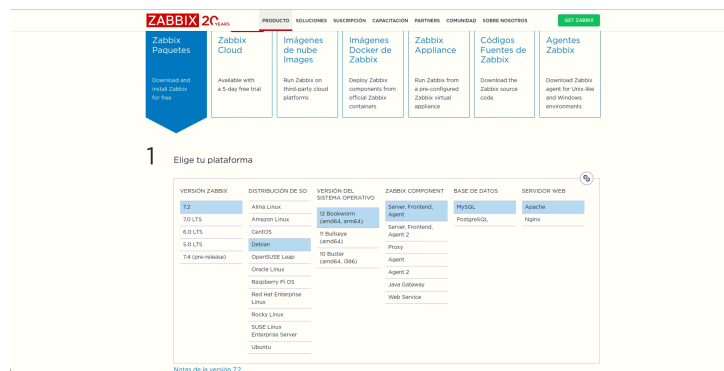 ZABBIX 20 YEARS PRODUCTO SOLUCIONES SUSCRIPCIÓN CAPACITACIÓN PARTNERS COMUNIDAD SOBRE NOSOTROS GET ZABBIX
Zabbix
Paquetes
Download and
install Zabbix
for free
Zabbix
Cloud
Available with
a 5-day free trial
Imágenes
de nube
Images
Run Zabbix on
third-party cloud
platforms
Imágenes
Docker de
Zabbix
Deploy Zabbix
components from
official Zabbix
containers
Zabbix
Appliance
Run Zabbix from
a pre-configured
Zabbix virtual
appliance
Códigos
Fuentes de
Zabbix
Download the
Zabbix source
code
Agentes
Zabbix
Download Zabbix
agent for Unix-like
and Windows
environments
1 Elige tu plataforma
VERSIÓN ZABBIX
7.2
7.0 LTS
6.0 LTS
5.0 LTS
7.4 (pre-release)
DISTRIBUCIÓN DE SO
Alma Linux
Amazon Linux
CentOS
Debian
OpenSUSE Leap
Oracle Linux
Raspberry Pi OS
Red Hat Enterprise
Linux
Rocky Linux
SUSE Linux
Enterprise Server
Ubuntu
VERSIÓN DEL
SISTEMA OPERATIVO
12 Bookworm
(amd64, arm64)
11 Bullseye
(amd64)
10 Buster
(amd64, i386)
ZABBIX COMPONENT
Server, Frontend,
Agent
Server, Frontend,
Agent 2
Proxy
Agent
Agent 2
Java Gateway
Web Service
BASE DE DATOS
MySQL
PostgreSQL
SERVIDOR WEB
Apache
Nginx
Notas de la versión 7.2